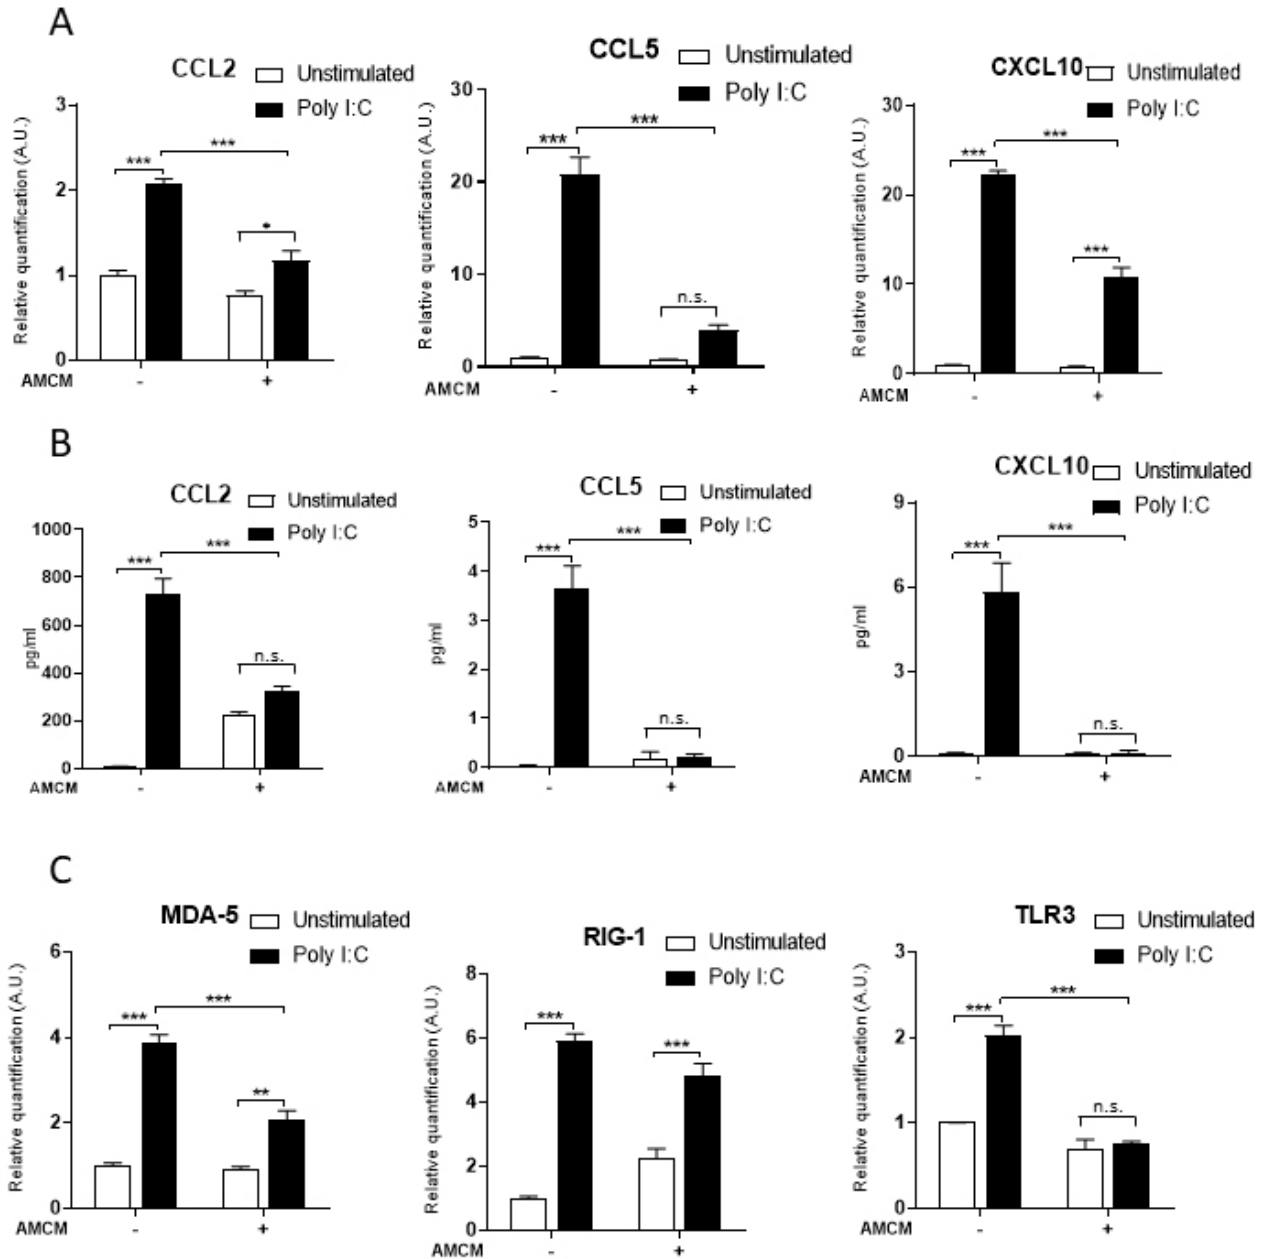 A
CCL2
Unstimulated
Poly I:C
Relative quantification (A.U.)
3
2
1
0
***
***
*
AMCM - +
CCL5
Unstimulated
Poly I:C
Relative quantification (A.U.)
30
20
10
0
***
***
n.s.
AMCM - +
CXCL10
Unstimulated
Poly I:C
Relative quantification (A.U.)
30
20
10
0
***
***
***
AMCM - +
B
CCL2
Unstimulated
Poly I:C
pg/ml
1000
800
600
400
200
0
***
***
n.s.
AMCM - +
CCL5
Unstimulated
Poly I:C
pg/ml
5
4
3
2
1
0
***
***
n.s.
AMCM - +
CXCL10
Unstimulated
Poly I:C
pg/ml
9
6
3
0
***
***
n.s.
AMCM - +
C
MDA-5
Unstimulated
Poly I:C
Relative quantification (A.U.)
6
4
2
0
***
***
**
AMCM - +
RIG-1
Unstimulated
Poly I:C
Relative quantification (A.U.)
8
6
4
2
0
***
***
AMCM - +
TLR3
Unstimulated
Poly I:C
Relative quantification (A.U.)
3
2
1
0
***
***
n.s.
AMCM - +